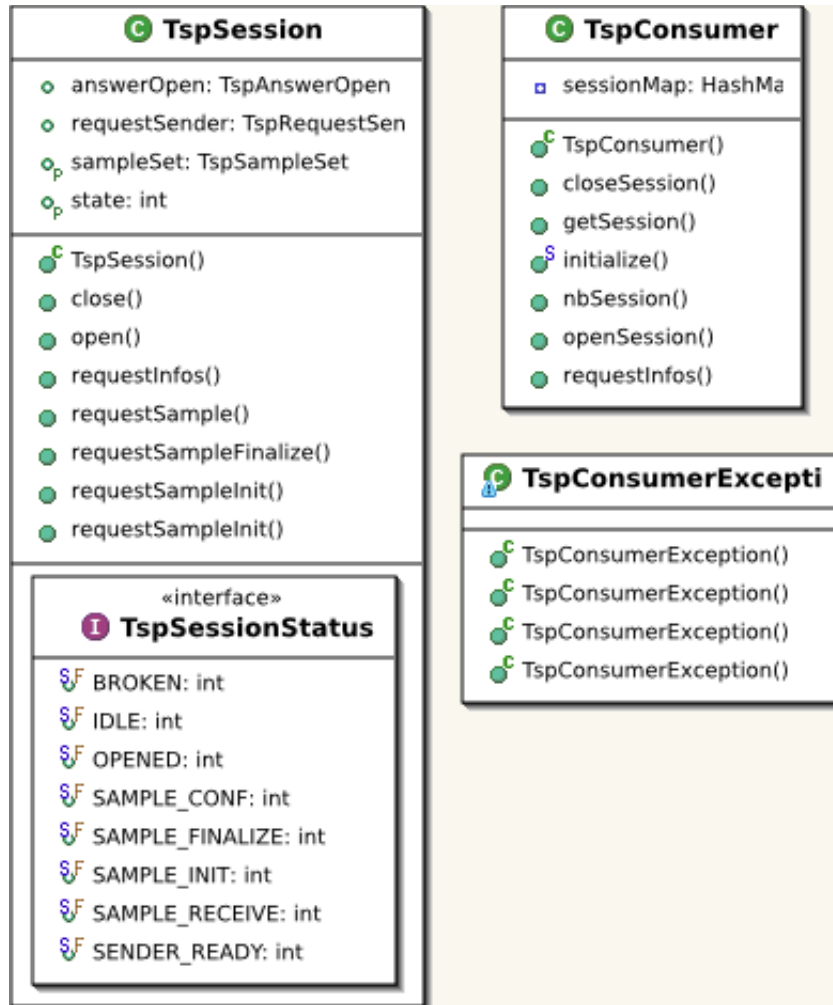 C TspSession
answerOpen: TspAnswerOpen
requestSender: TspRequestSen
P sampleSet: TspSampleSet
P state: int
C TspSession()
close()
open()
requestInfos()
requestSample()
requestSampleFinalize()
requestSampleInit()
requestSampleInit()
«interface»
I TspSessionStatus
S F BROKEN: int
S F IDLE: int
S F OPENED: int
S F SAMPLE_CONF: int
S F SAMPLE_FINALIZE: int
S F SAMPLE_INIT: int
S F SAMPLE_RECEIVE: int
S F SENDER_READY: int
C TspConsumer
sessionMap: HashMa
C TspConsumer()
closeSession()
getSession()
S initialize()
nbSession()
openSession()
requestInfos()
C TspConsumerExcepti
C TspConsumerException()
C TspConsumerException()
C TspConsumerException()
C TspConsumerException()